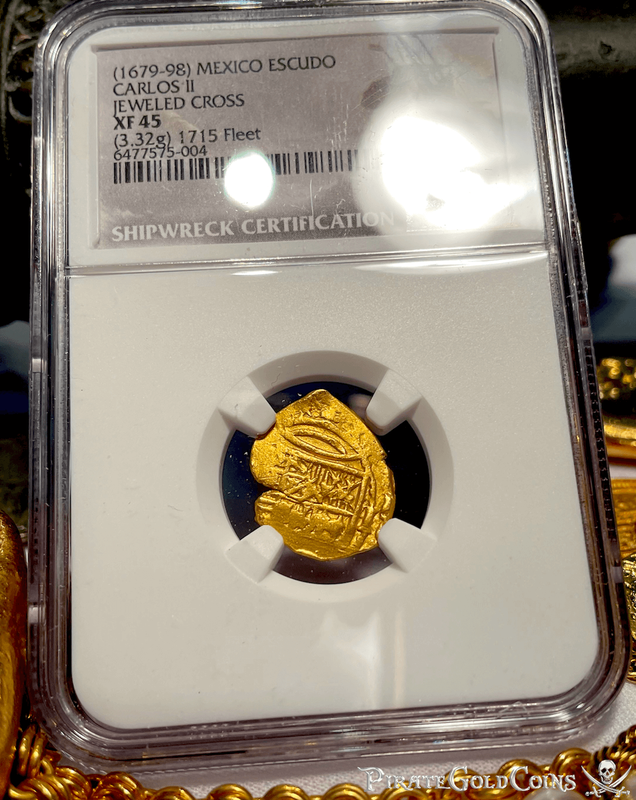 (1679-98) MEXICO ESCUDO
CARLOS II
JEWELED CROSS
XF 45
(3.32g) 1715 Fleet
6477575-004
SHIPWRECK CERTIFICATION
PIRATEGOLDCOINS